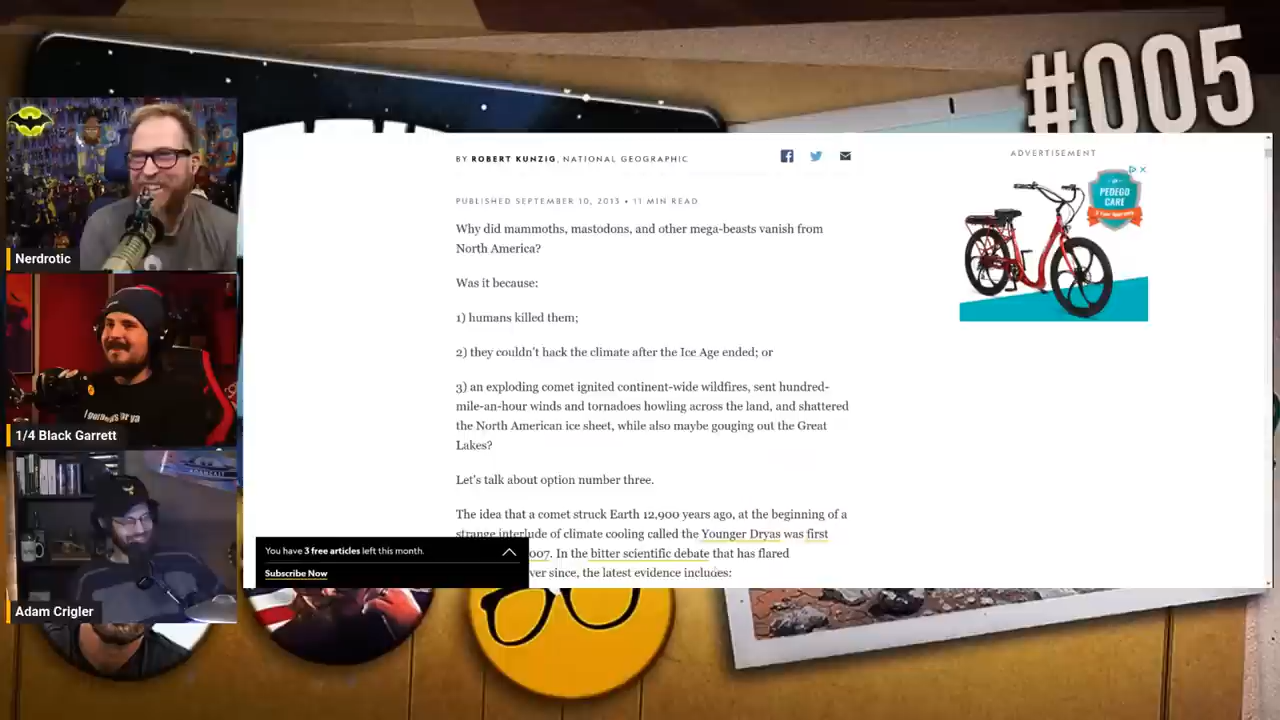 #005
BY ROBERT KUNZIG, NATIONAL GEOGRAPHIC
ADVERTISEMENT
PEDEGO
CARE
PUBLISHED SEPTEMBER 10, 2013 • 11 MIN READ
Why did mammoths, mastodons, and other mega-beasts vanish from
North America?
Was it because:
1) humans killed them;
2) they couldn't hack the climate after the Ice Age ended; or
3) an exploding comet ignited continent-wide wildfires, sent hundred-
mile-an-hour winds and tornadoes howling across the land, and shattered
the North American ice sheet, while also maybe gouging out the Great
Lakes?
Let's talk about option number three.
The idea that a comet struck Earth 12,900 years ago, at the beginning of a
strange interlude of climate cooling called the Younger Dryas was first
007. In the bitter scientific debate that has flared
ver since, the latest evidence includes:
You have 3 free articles left this month.
Subscribe Now
Nerdrotic
1/4 Black Garrett
Adam Crigler